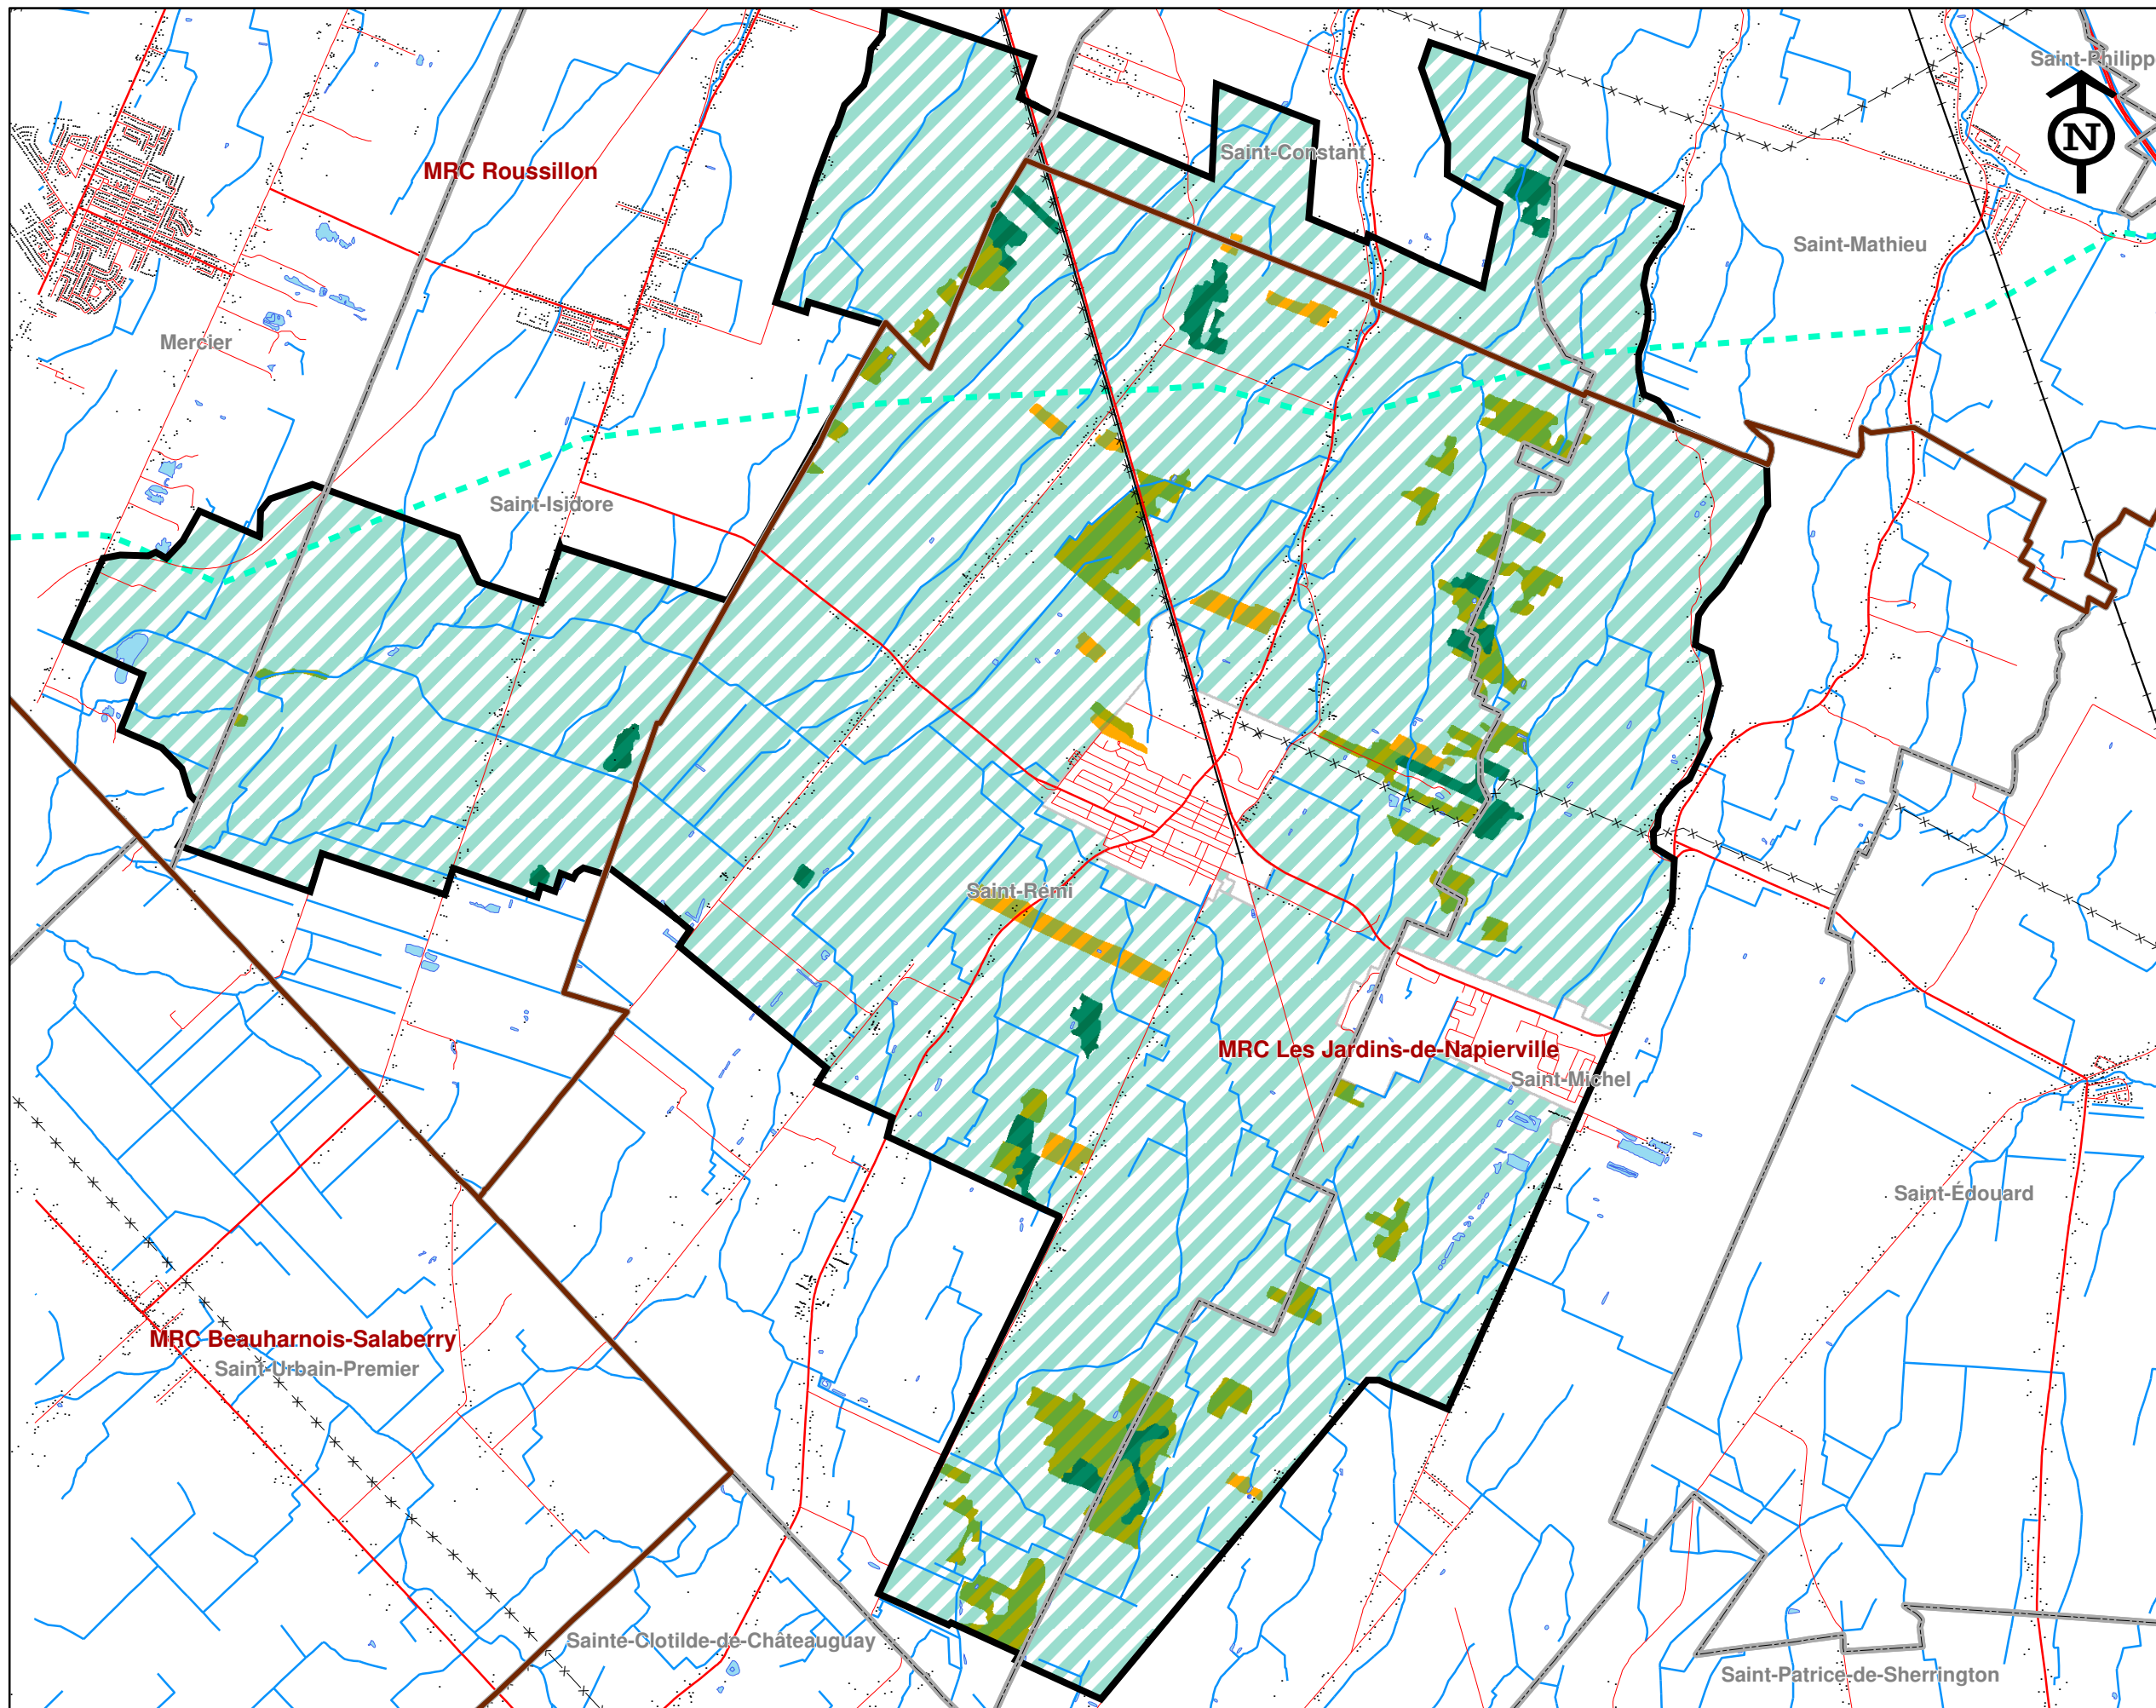 Saint-Philipp
N
Saint-Constant
MRC Roussillon
Saint-Mathieu
Mercier
Saint-Isidore
Saint-Rémi
MRC Les Jardins-de-Napierville
Saint-Michel
Saint-Édouard
MRC Beauharnois-Salaberry
Saint-Urbain-Premier
Sainte-Clotilde-de-Châteauguay
Saint-Patrice-de-Sherrington